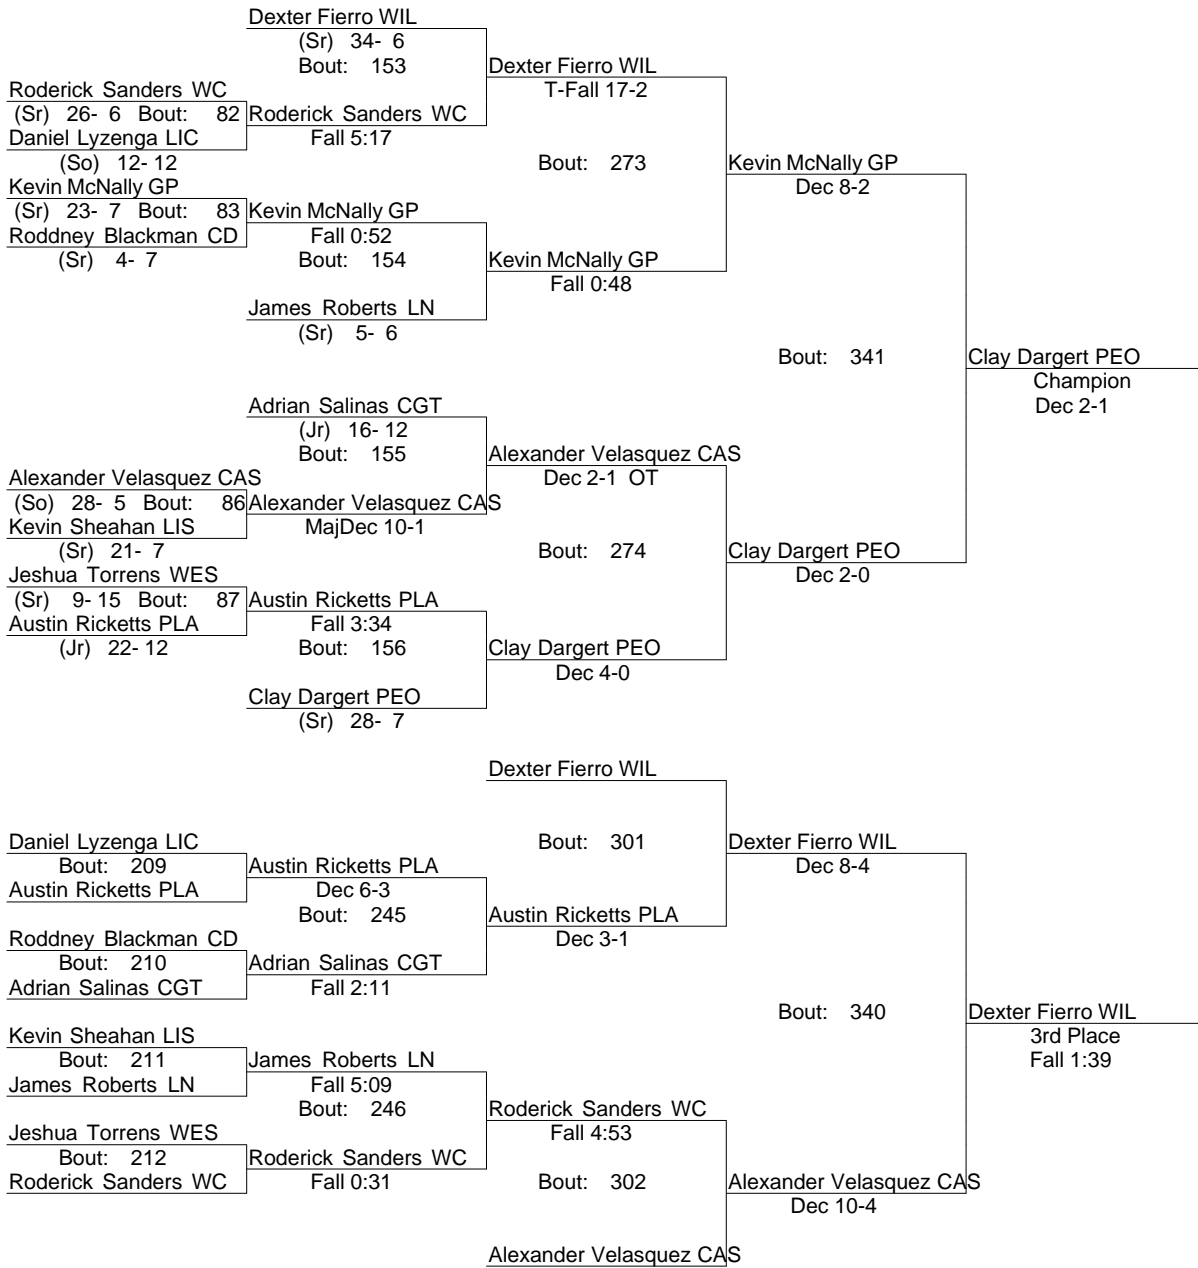 Dexter Fierro WIL
(Sr) 34- 6
Bout: 153
Dexter Fierro WIL
T-Fall 17-2
Roderick Sanders WC
(Sr) 26- 6 Bout: 82
Roderick Sanders WC
Daniel Lyzenga LIC
Fall 5:17
(So) 12- 12
Bout: 273
Kevin McNally GP
Dec 8-2
Kevin McNally GP
(Sr) 23- 7 Bout: 83
Kevin McNally GP
Roddney Blackman CD
Fall 0:52
(Sr) 4- 7
Bout: 154
Kevin McNally GP
Fall 0:48
James Roberts LN
(Sr) 5- 6
Bout: 341
Clay Dargert PEO
Champion
Dec 2-1
Adrian Salinas CGT
(Jr) 16- 12
Bout: 155
Alexander Velasquez CAS
Dec 2-1 OT
Alexander Velasquez CAS
(So) 28- 5 Bout: 86
Alexander Velasquez CAS
Kevin Sheahan LIS
MajDec 10-1
(Sr) 21- 7
Bout: 274
Clay Dargert PEO
Dec 2-0
Jeshua Torrens WES
(Sr) 9- 15 Bout: 87
Austin Ricketts PLA
Austin Ricketts PLA
Fall 3:34
(Jr) 22- 12
Bout: 156
Clay Dargert PEO
Dec 4-0
Clay Dargert PEO
(Sr) 28- 7
Dexter Fierro WIL
Daniel Lyzenga LIC
Bout: 301
Dexter Fierro WIL
Bout: 209
Austin Ricketts PLA
Dec 8-4
Austin Ricketts PLA
Dec 6-3
Bout: 245
Austin Ricketts PLA
Dec 3-1
Roddney Blackman CD
Bout: 210
Adrian Salinas CGT
Adrian Salinas CGT
Fall 2:11
Bout: 340
Dexter Fierro WIL
3rd Place
Fall 1:39
Kevin Sheahan LIS
Bout: 211
James Roberts LN
James Roberts LN
Fall 5:09
Bout: 246
Roderick Sanders WC
Fall 4:53
Jeshua Torrens WES
Bout: 212
Roderick Sanders WC
Roderick Sanders WC
Fall 0:31
Bout: 302
Alexander Velasquez CAS
Dec 10-4
Alexander Velasquez CAS